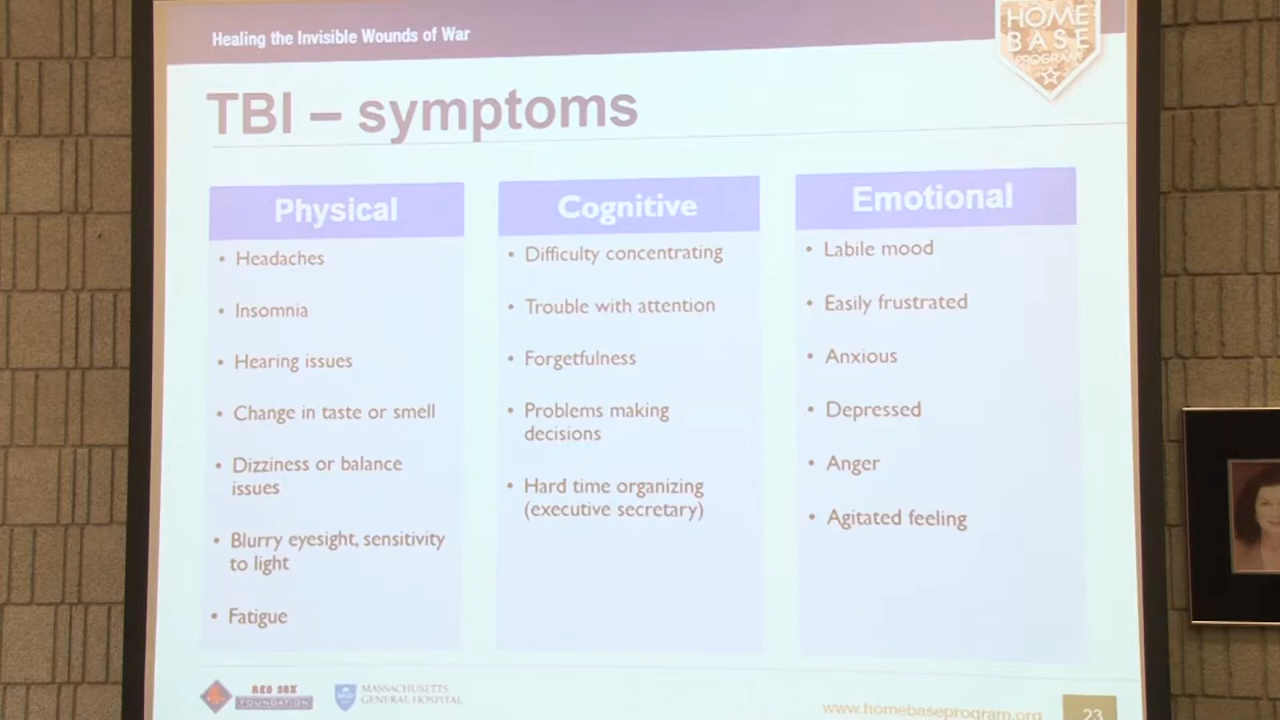 Healing the Invisible Wounds of War
HOME
BASE
PROGRAM
TBI – symptoms
Physical
• Headaches
• Insomnia
• Hearing issues
• Change in taste or smell
• Dizziness or balance
issues
• Blurry eyesight, sensitivity
to light
• Fatigue
Cognitive
• Difficulty concentrating
• Trouble with attention
• Forgetfulness
• Problems making
decisions
• Hard time organizing
(executive secretary)
Emotional
• Labile mood
• Easily frustrated
• Anxious
• Depressed
• Anger
• Agitated feeling
RED SOX
FOUNDATION
MASSACHUSETTS
GENERAL HOSPITAL
www.homebaseprogram.org
23